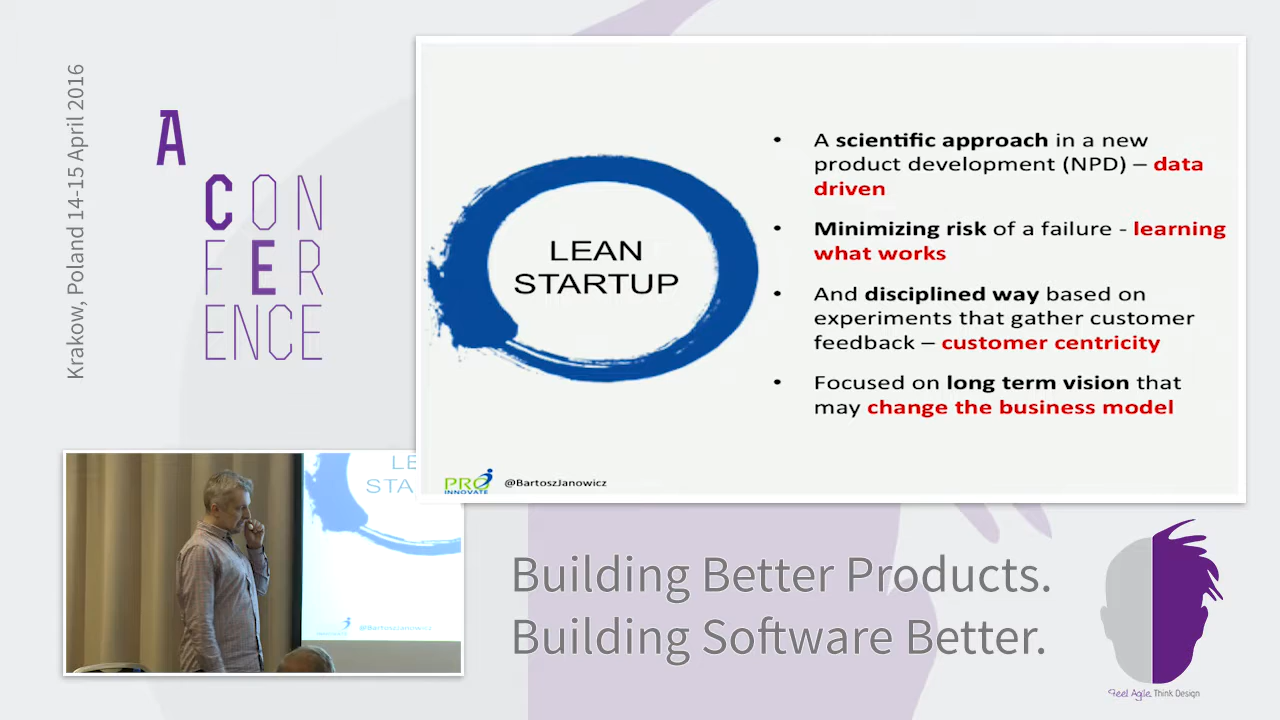 Krakow, Poland 14-15 April 2016
A
CON
FER
ENCE
LEAN
STARTUP
• A scientific approach in a new
product development (NPD) – data
driven
• Minimizing risk of a failure - learning
what works
• And disciplined way based on
experiments that gather customer
feedback – customer centricity
• Focused on long term vision that
may change the business model
PRO
INNOVATE
@BartoszJanowicz
LE
STA
@BartoszJanowicz
Building Better Products.
Building Software Better.
Feel Agile. Think Design